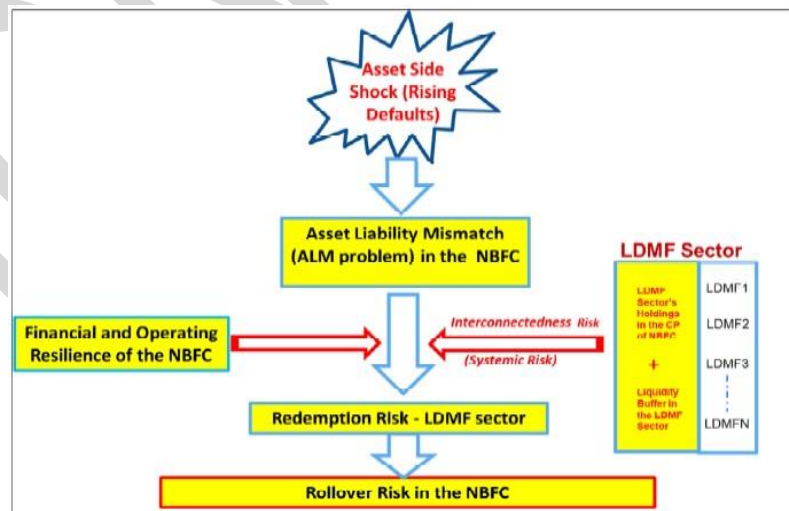 Asset Side
Shock (Rising
Defaults)
Asset Liability Mismatch
(ALM problem) in the NBFC
LDMF Sector
LDMF
Sector's
Holdings
in the CP
of NBFC
+
Liquidity
Buffer in
the LDMF
Sector
LDMF1
LDMF2
LDMF3
LDMFN
Interconnectedness Risk
(Systemic Risk)
Financial and Operating
Resilience of the NBFC
Redemption Risk - LDMF sector
Rollover Risk in the NBFC